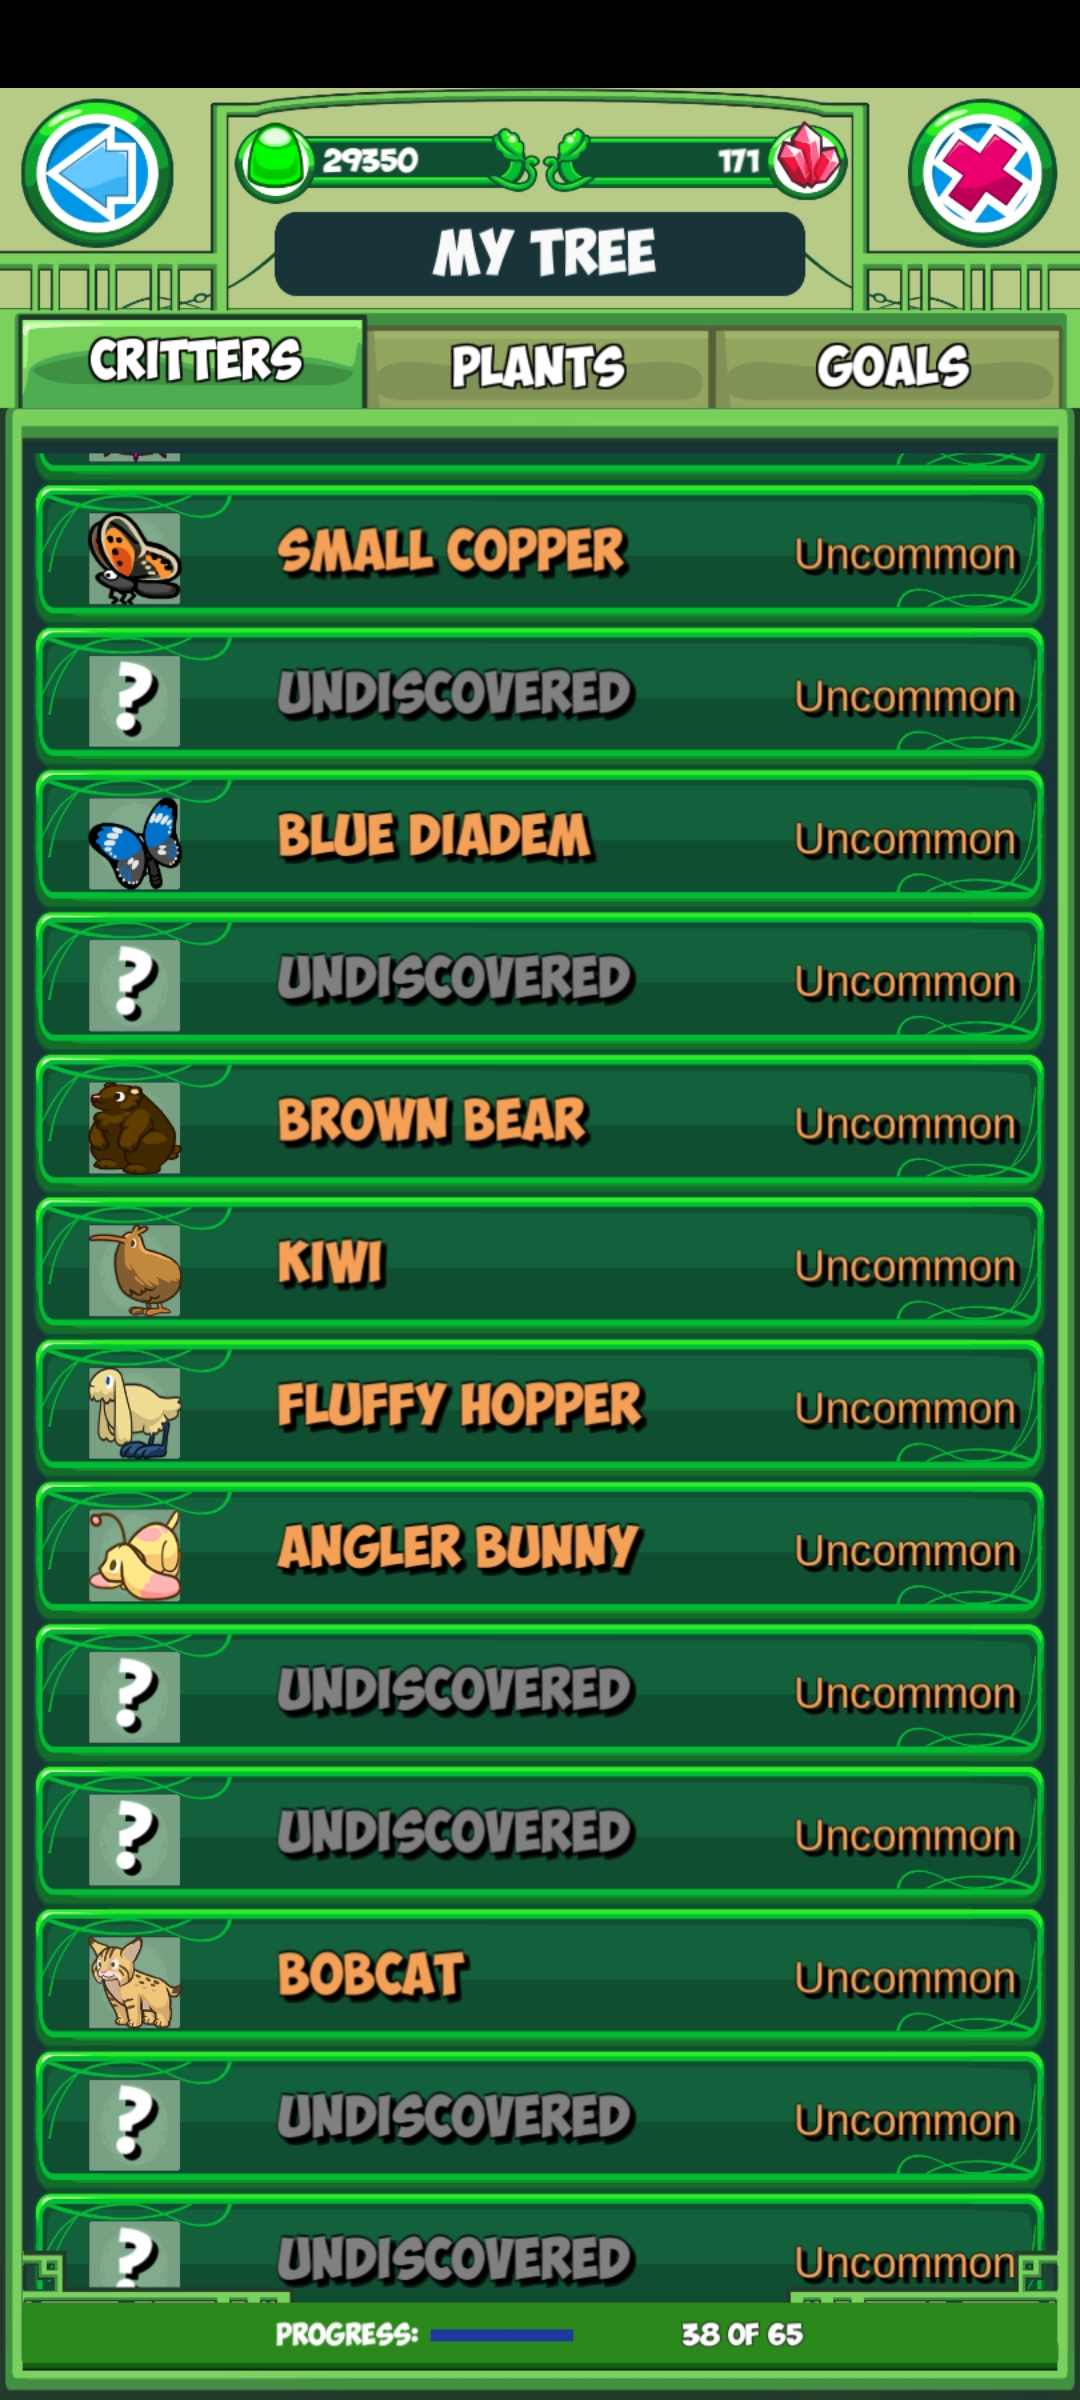 29350 171
MY TREE
CRITTERS PLANTS GOALS
SMALL COPPER Uncommon
? UNDISCOVERED Uncommon
BLUE DIADEM Uncommon
? UNDISCOVERED Uncommon
BROWN BEAR Uncommon
KIWI Uncommon
FLUFFY HOPPER Uncommon
ANGLER BUNNY Uncommon
? UNDISCOVERED Uncommon
? UNDISCOVERED Uncommon
BOBCAT Uncommon
? UNDISCOVERED Uncommon
? UNDISCOVERED Uncommon
PROGRESS: 38 OF 65